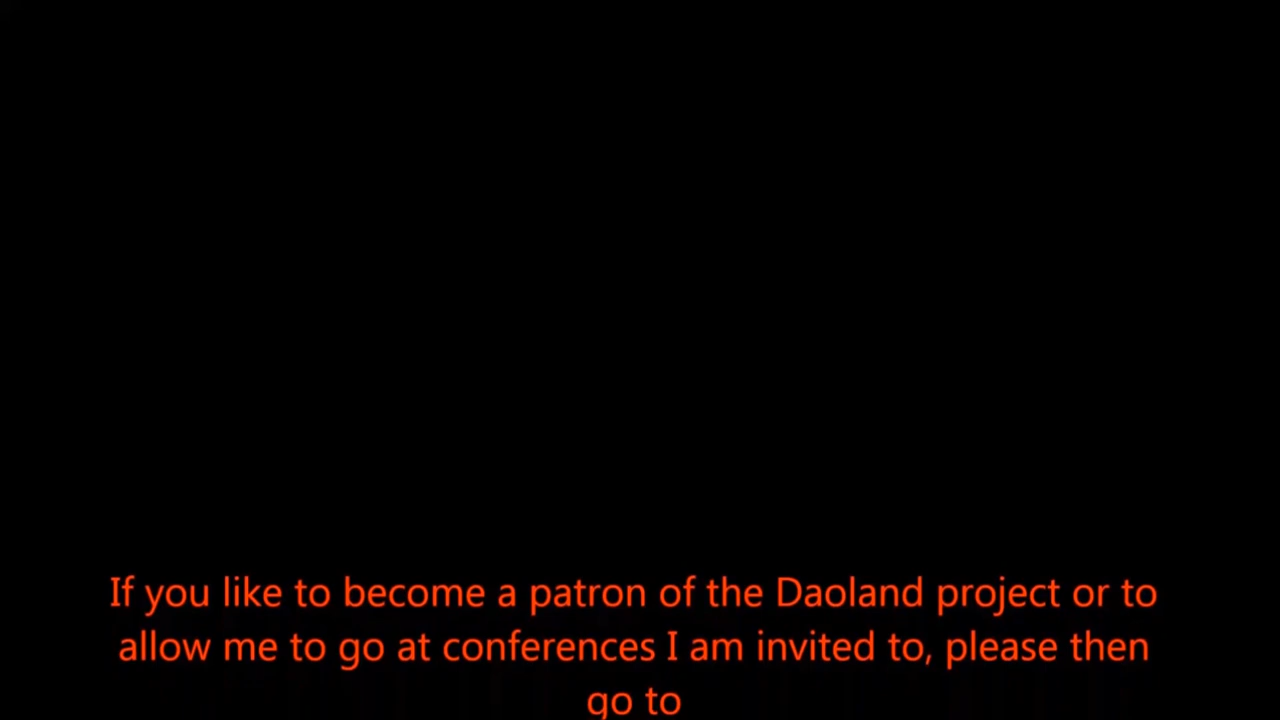 If you like to become a patron of the Daoland project or to
allow me to go at conferences I am invited to, please then
go to